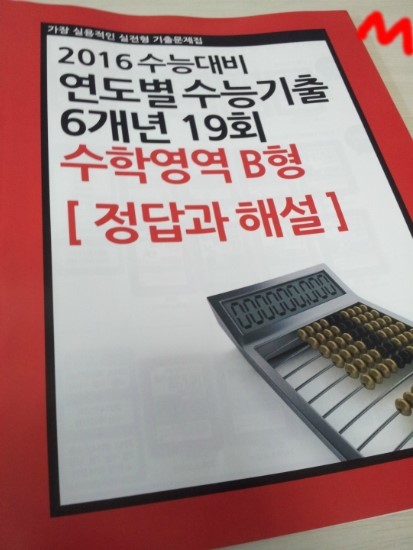 가장 실용적인 실전형 기출문제집
2016 수능대비
연도별 수능기출
6개년 19회
수학영역 B형
[ 정답과 해설 ]
0000000,000